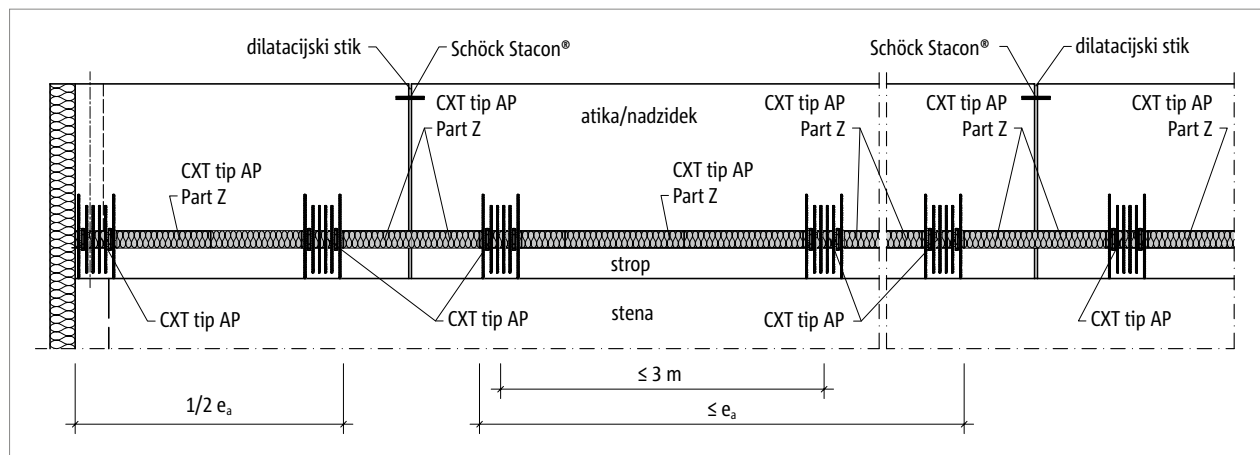 dilatacijski stik
Schöck Stacon®
Schöck Stacon®
dilatacijski stik
CXT tip AP
Part Z
atika/nadzidek
CXT tip AP
Part Z
CXT tip AP
Part Z
CXT tip AP
Part Z
CXT tip AP
Part Z
CXT tip AP
Part Z
strop
CXT tip AP
CXT tip AP
stena
CXT tip AP
CXT tip AP
≤ 3 m
1/2 eₐ
≤ eₐ